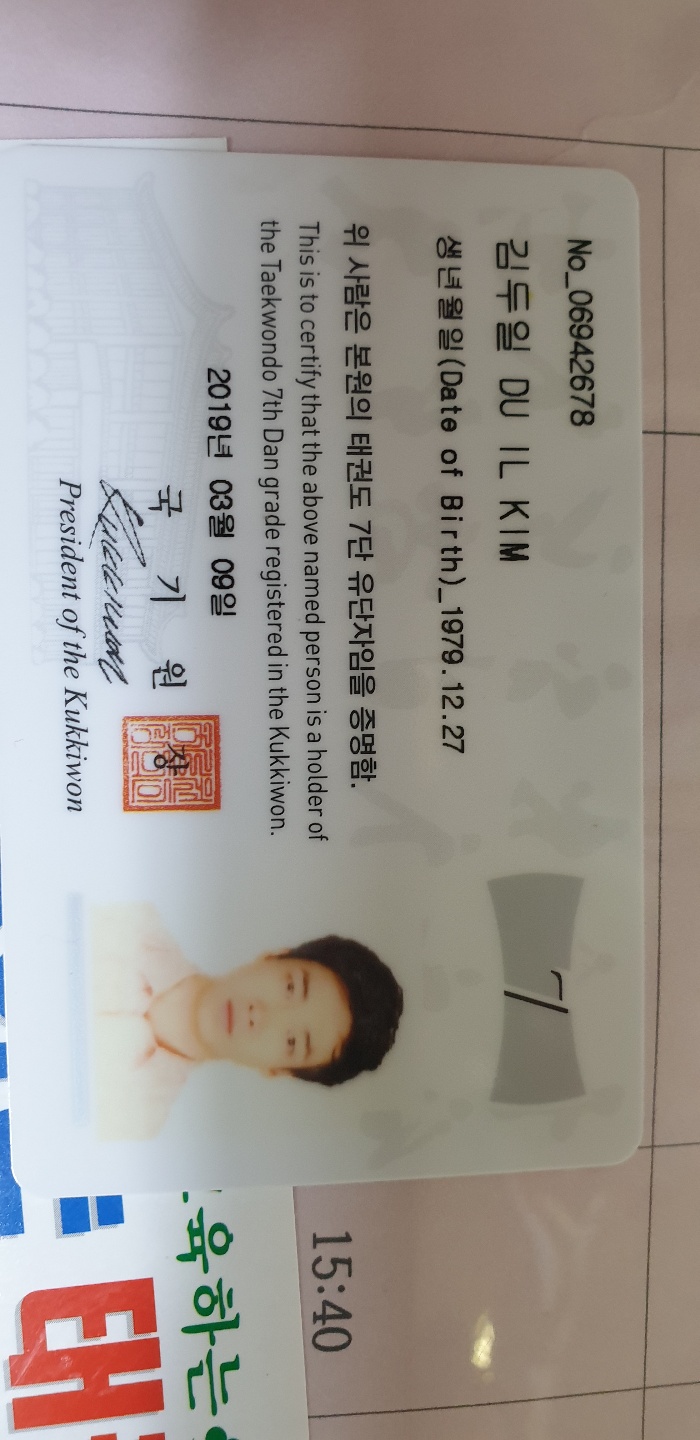 No_06942678
김두일 DU IL KIM
생년월일(Date of Birth)_1979.12.27
위 사람은 본원의 태권도 7단 유단자임을 증명함.
This is to certify that the above named person is a holder of
the Taekwondo 7th Dan grade registered in the Kukkiwon.
2019년 03월 09일
국 기 원 장
President of the Kukkiwon
7
15:40
육하는
태